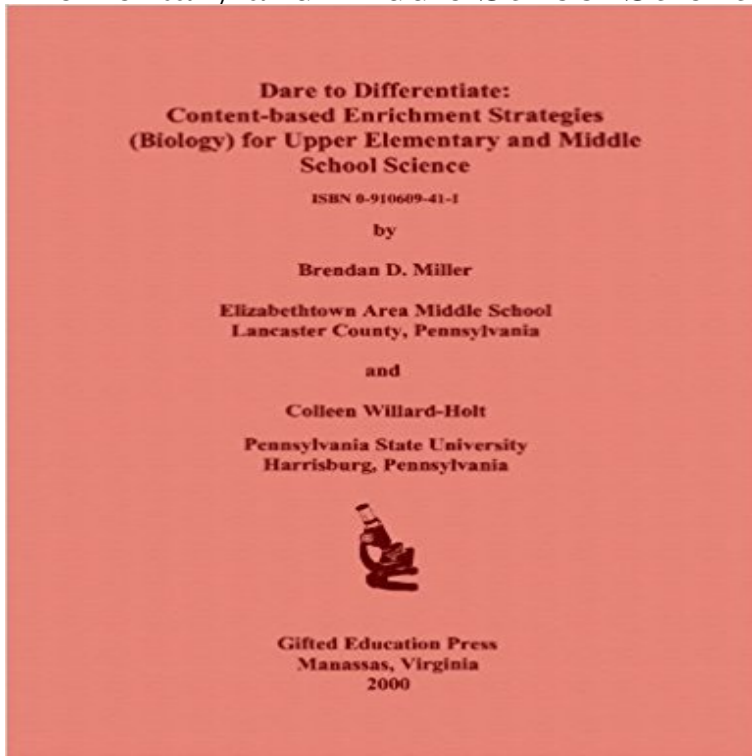 Dare to Differentiate:
Content-based Enrichment Strategies
(Biology) for Upper Elementary and Middle
School Science
ISBN 0-910609-41-1
by
Brendan D. Miller
Elizabethtown Area Middle School
Lancaster County, Pennsylvania
and
Colleen Willard-Holt
Pennsylvania State University
Harrisburg, Pennsylvania
Gifted Education Press
Manassas, Virginia
2000